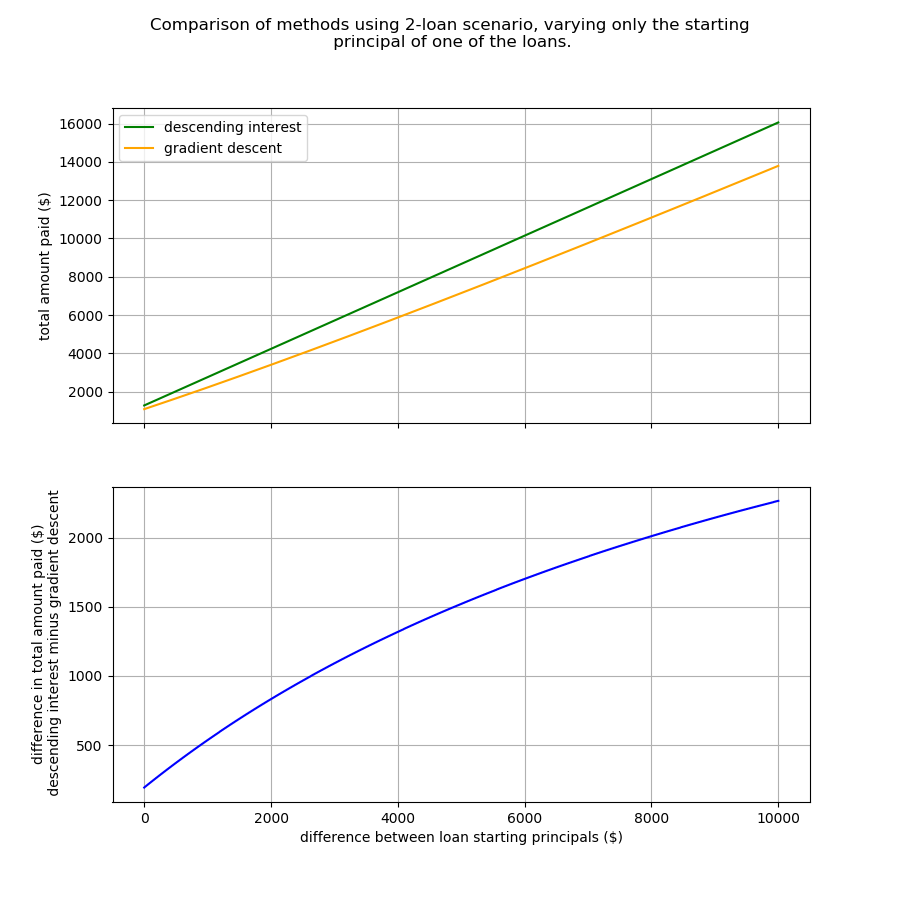 Comparison of methods using 2-loan scenario, varying only the starting
principal of one of the loans.
descending interest
gradient descent
total amount paid ($)
16000
14000
12000
10000
8000
6000
4000
2000
difference in total amount paid ($)
descending interest minus gradient descent
2000
1500
1000
500
0 2000 4000 6000 8000 10000
difference between loan starting principals ($)